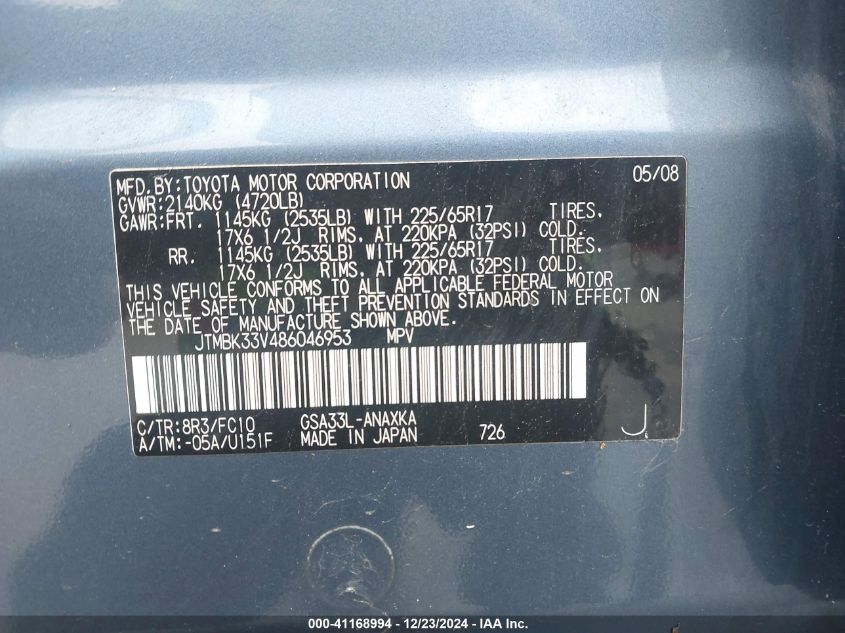 MFD. BY: TOYOTA MOTOR CORPORATION 05/08
GVWR: 2140KG (4720LB)
GAWR: FRT. 1145KG (2535LB) WITH 225/65R17 TIRES.
17X6 1/2J RIMS. AT 220KPA (32PSI) COLD.
RR. 1145KG (2535LB) WITH 225/65R17 TIRES.
17X6 1/2J RIMS. AT 220KPA (32PSI) COLD.
THIS VEHICLE CONFORMS TO ALL APPLICABLE FEDERAL MOTOR
VEHICLE SAFETY AND THEFT PREVENTION STANDARDS IN EFFECT ON
THE DATE OF MANUFACTURE SHOWN ABOVE.
JTMBK33V486046953 MPV
C/TR: 8R3/FC10 GSA33L-ANAXKA
A/TM: -05A/U151F MADE IN JAPAN 726 J
000-41168994 - 12/23/2024 - IAA Inc.